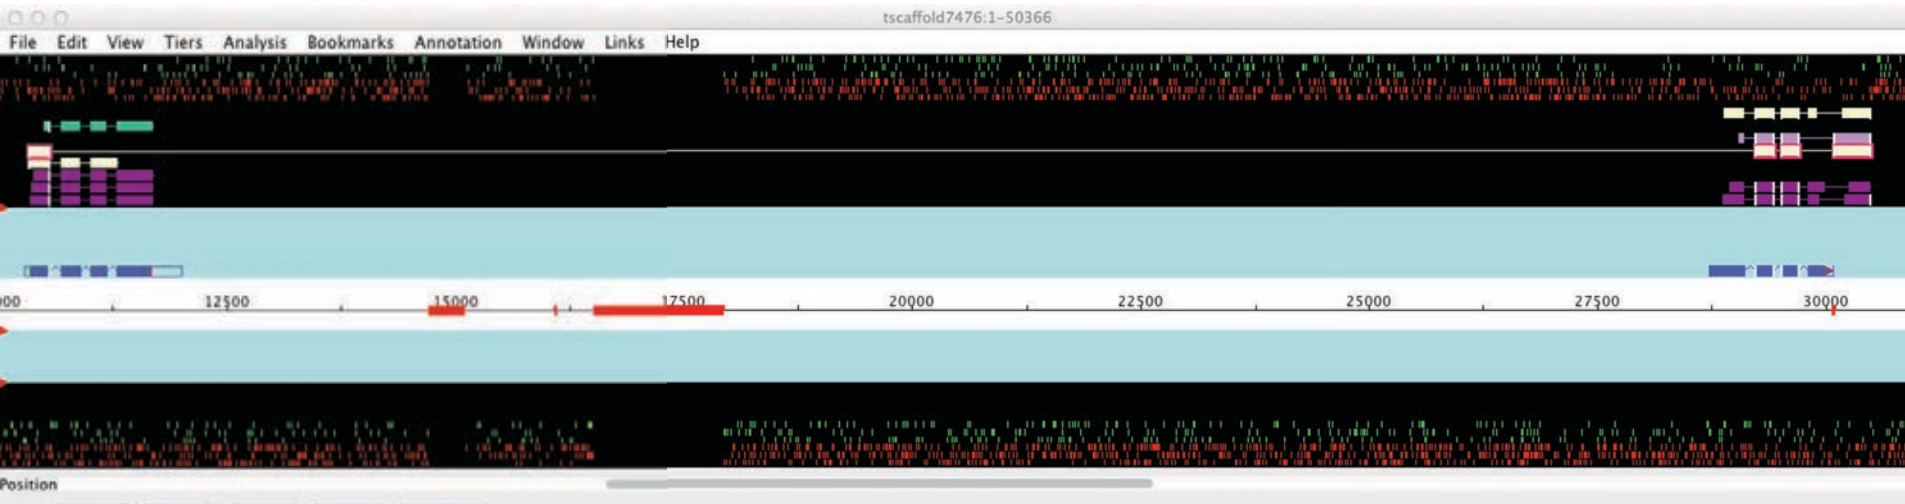 tscaffold7476:1-50366
File Edit View Tiers Analysis Bookmarks Annotation Window Links Help
000 12500 15000 17500 20000 22500 25000 27500 30000
Position